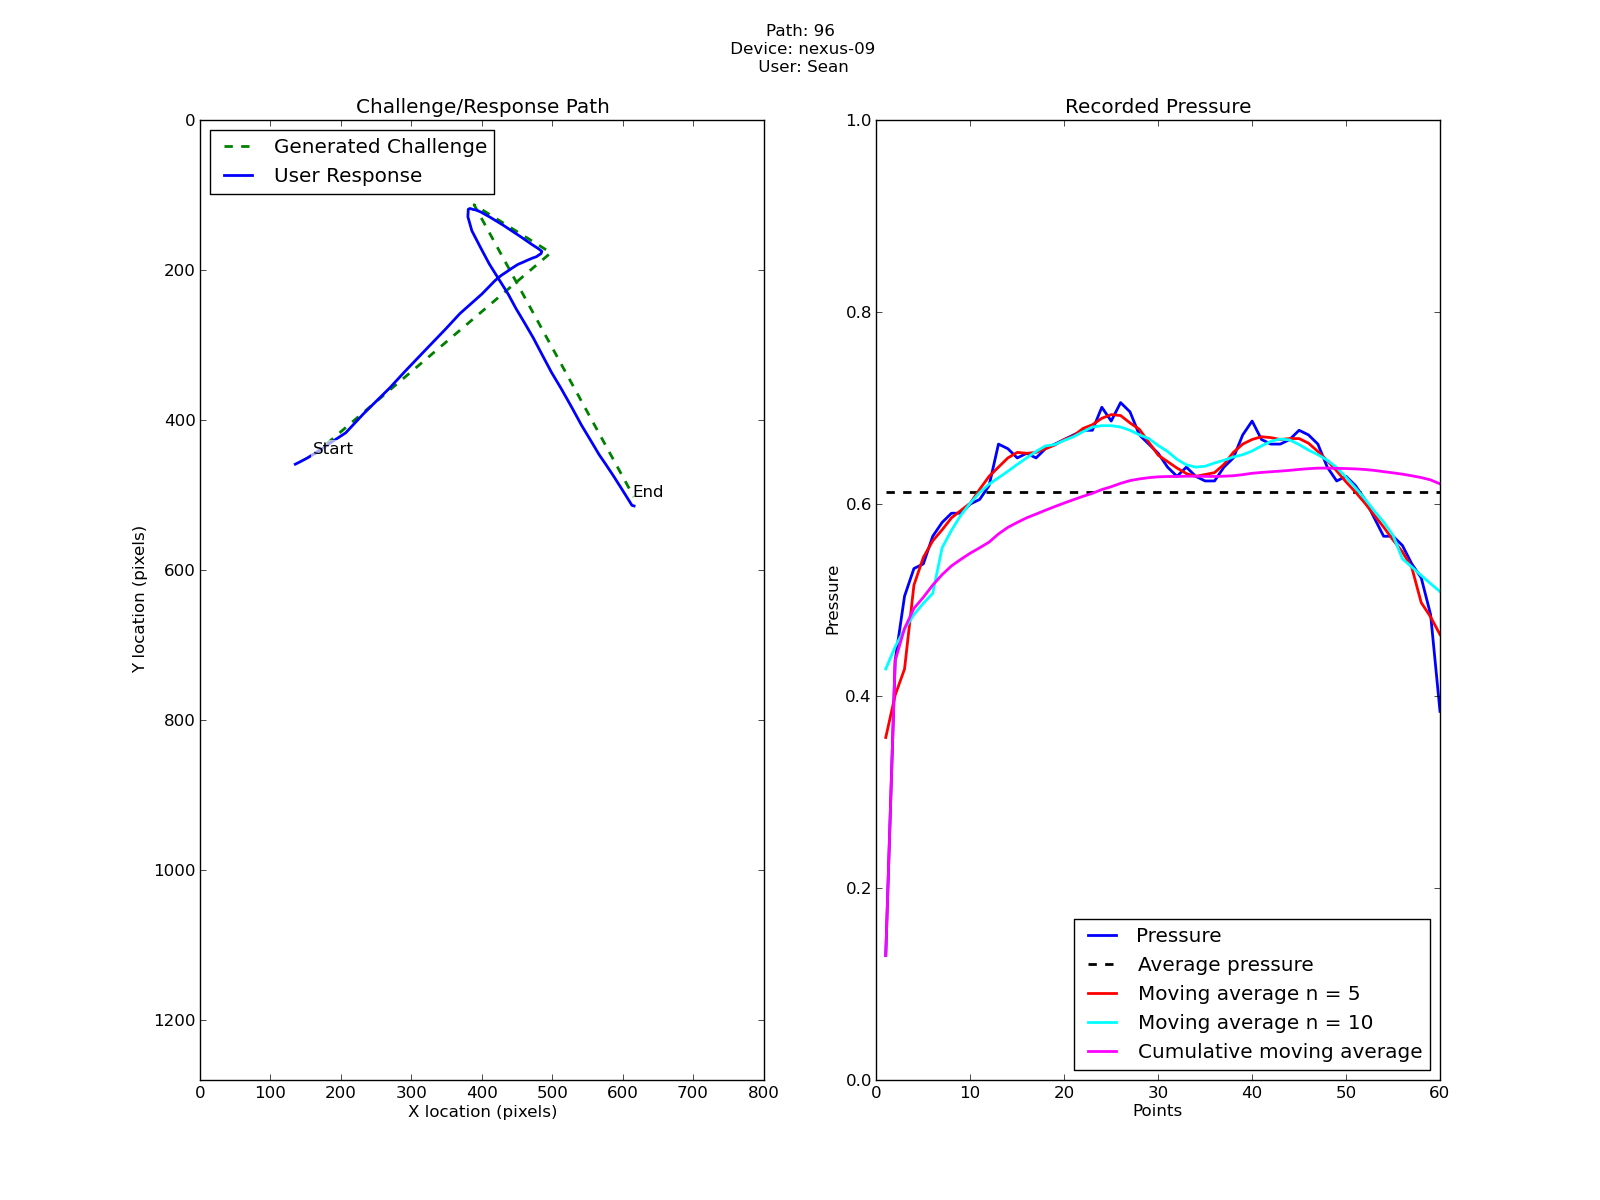 Path: 96
Device: nexus-09
User: Sean
Challenge/Response Path
Generated Challenge
User Response
0
200
400
600
800
1000
1200
Y location (pixels)
Start
End
0 100 200 300 400 500 600 700 800
X location (pixels)
Recorded Pressure
1.0
0.8
0.6
0.4
0.2
0.0
Pressure
Pressure
Average pressure
Moving average n = 5
Moving average n = 10
Cumulative moving average
0 10 20 30 40 50 60
Points